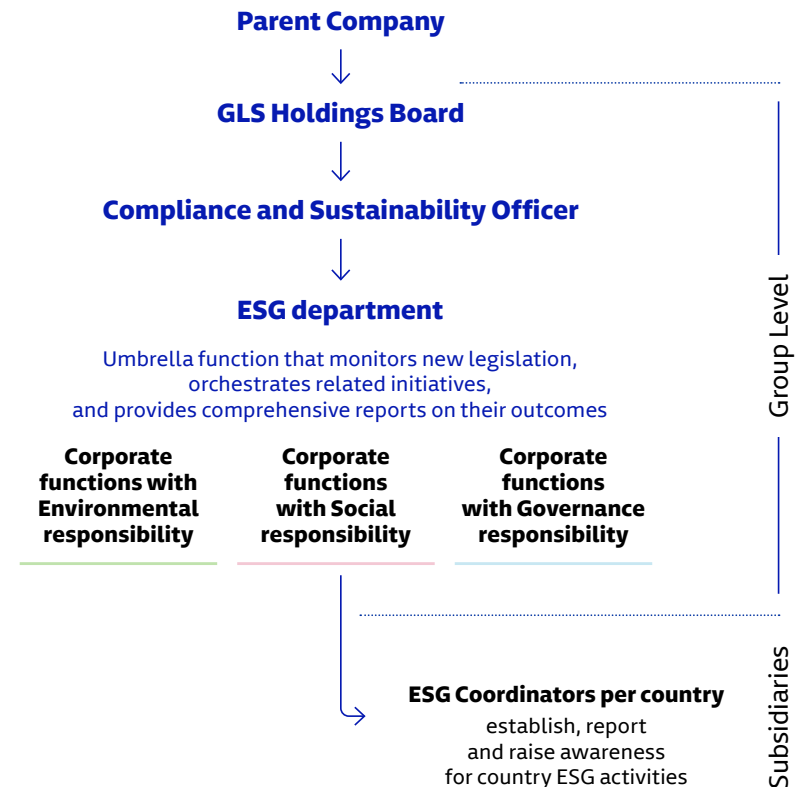 Parent Company
GLS Holdings Board
Compliance and Sustainability Officer
ESG department
Umbrella function that monitors new legislation,
orchestrates related initiatives,
and provides comprehensive reports on their outcomes
Corporate
functions with
Environmental
responsibility
Corporate
functions
with Social
responsibility
Corporate
functions
with Governance
responsibility
Group Level
ESG Coordinators per country
establish, report
and raise awareness
for country ESG activities
Subsidiaries